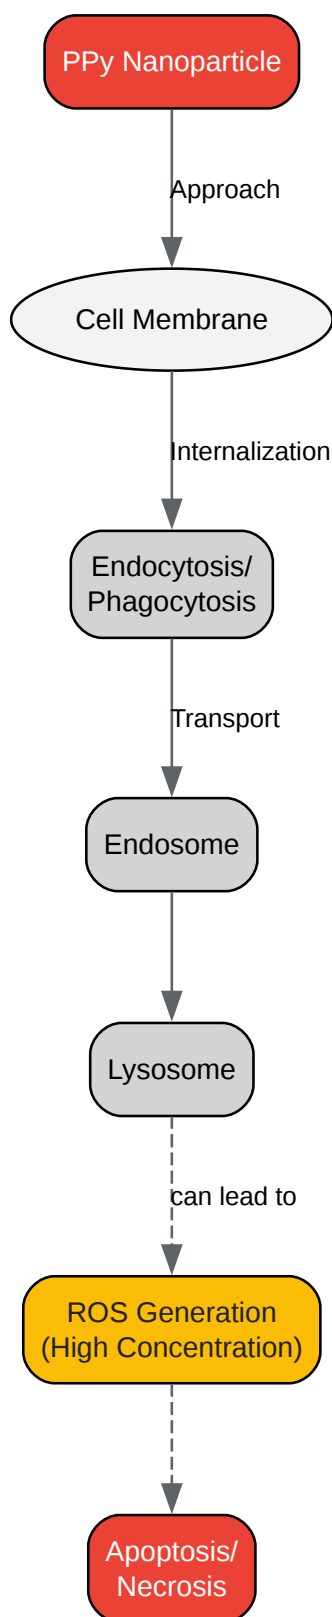 PPy Nanoparticle
Approach
Cell Membrane
Internalization
Endocytosis/
Phagocytosis
Transport
Endosome
Lysosome
can lead to
ROS Generation
(High Concentration)
Apoptosis/
Necrosis